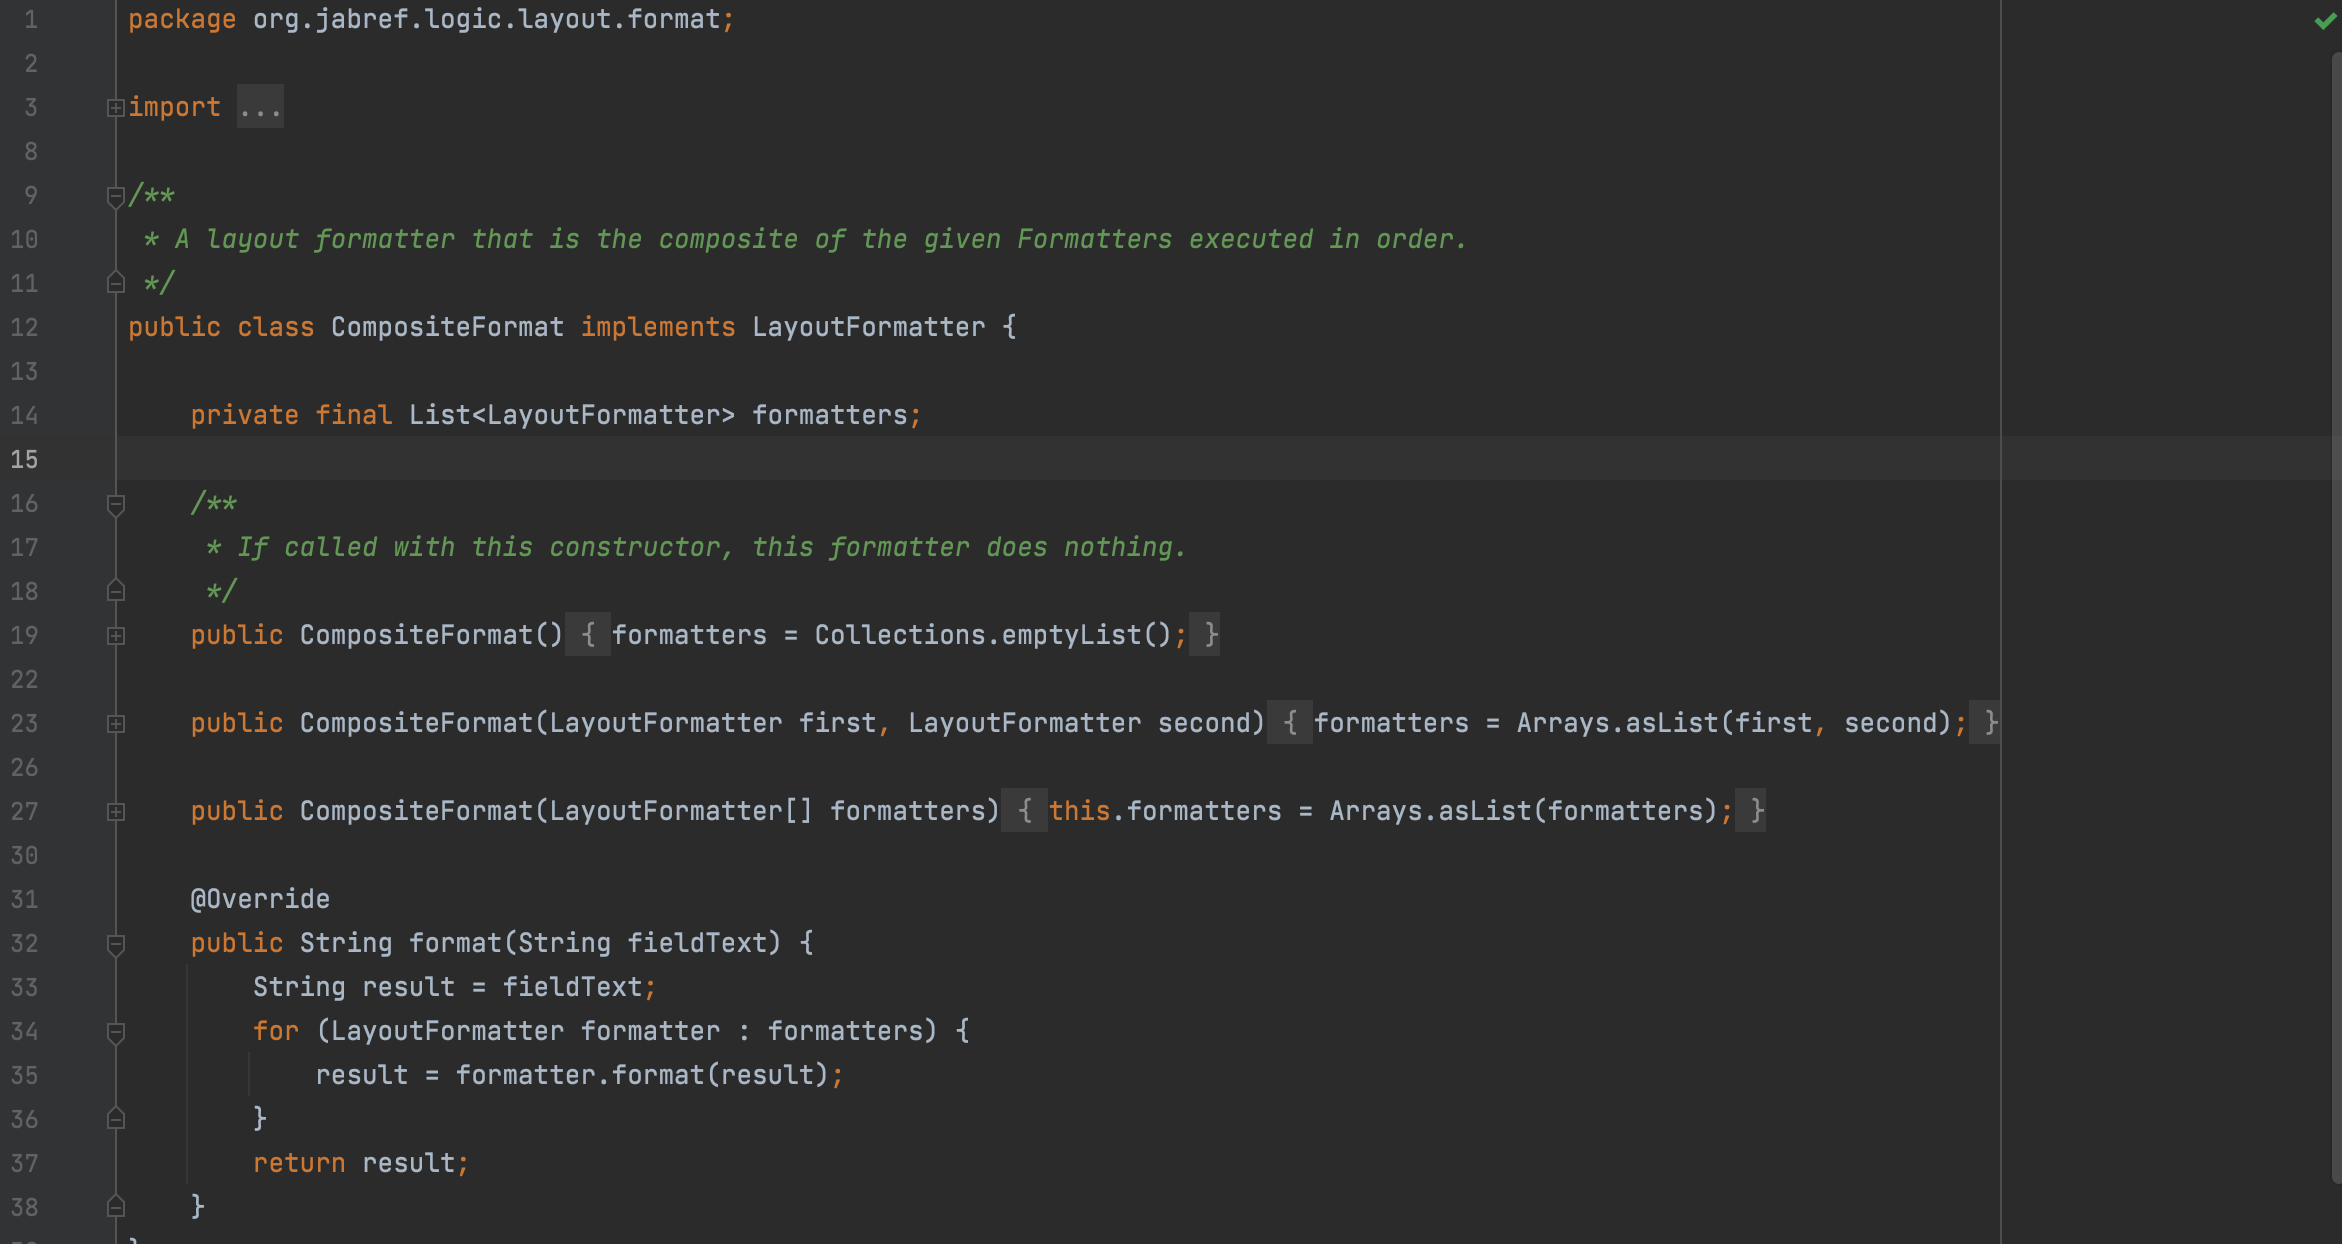 1 package org.jabref.logic.layout.format;
2
3 import ...
8
9 /**
10 * A layout formatter that is the composite of the given Formatters executed in order.
11 */
12 public class CompositeFormat implements LayoutFormatter {
13
14 private final List<LayoutFormatter> formatters;
15
16 /**
17 * If called with this constructor, this formatter does nothing.
18 */
19 public CompositeFormat() { formatters = Collections.emptyList(); }
22
23 public CompositeFormat(LayoutFormatter first, LayoutFormatter second) { formatters = Arrays.asList(first, second); }
26
27 public CompositeFormat(LayoutFormatter[] formatters) { this.formatters = Arrays.asList(formatters); }
30
31 @Override
32 public String format(String fieldText) {
33 String result = fieldText;
34 for (LayoutFormatter formatter : formatters) {
35 result = formatter.format(result);
36 }
37 return result;
38 }